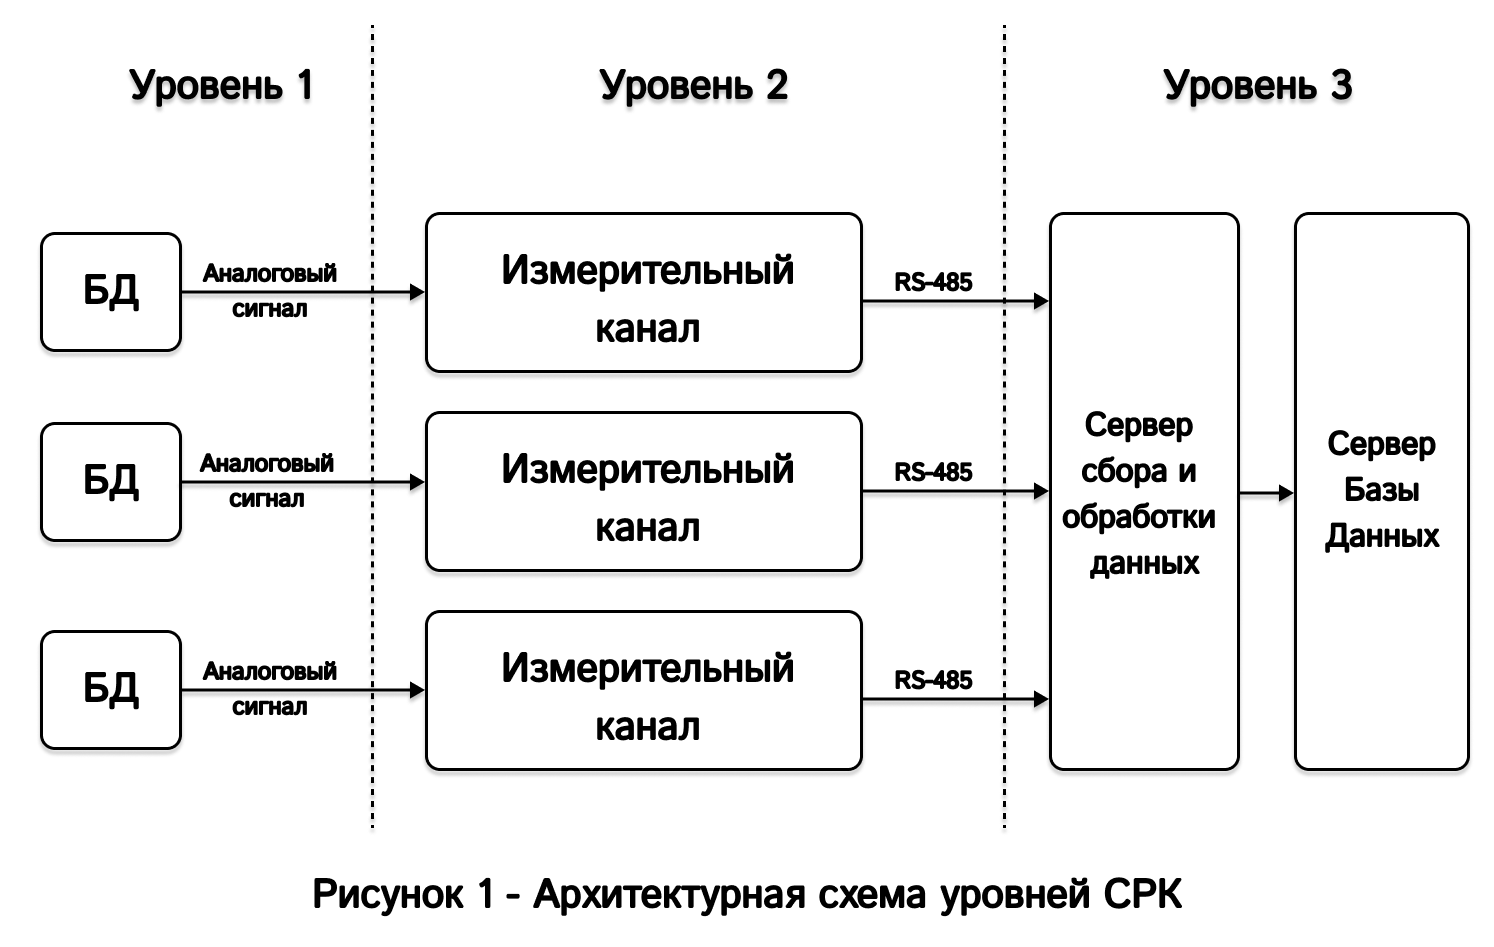 Уровень 1
Уровень 2
Уровень 3
БД
Аналоговый
сигнал
Измерительный
канал
RS-485
БД
Аналоговый
сигнал
Измерительный
канал
RS-485
БД
Аналоговый
сигнал
Измерительный
канал
RS-485
Сервер
сбора и
обработки
данных
Сервер
Базы
Данных
Рисунок 1 - Архитектурная схема уровней СРК